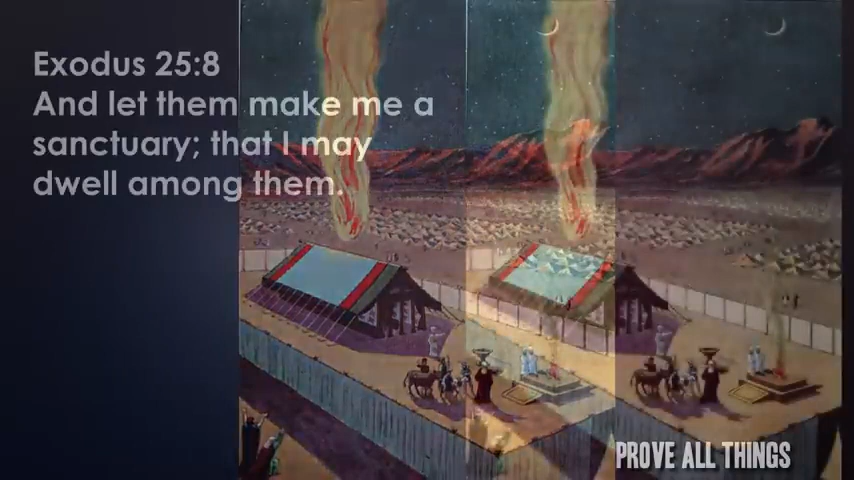 Exodus 25:8
And let them make me a
sanctuary; that I may
dwell among them.
PROVE ALL THINGS